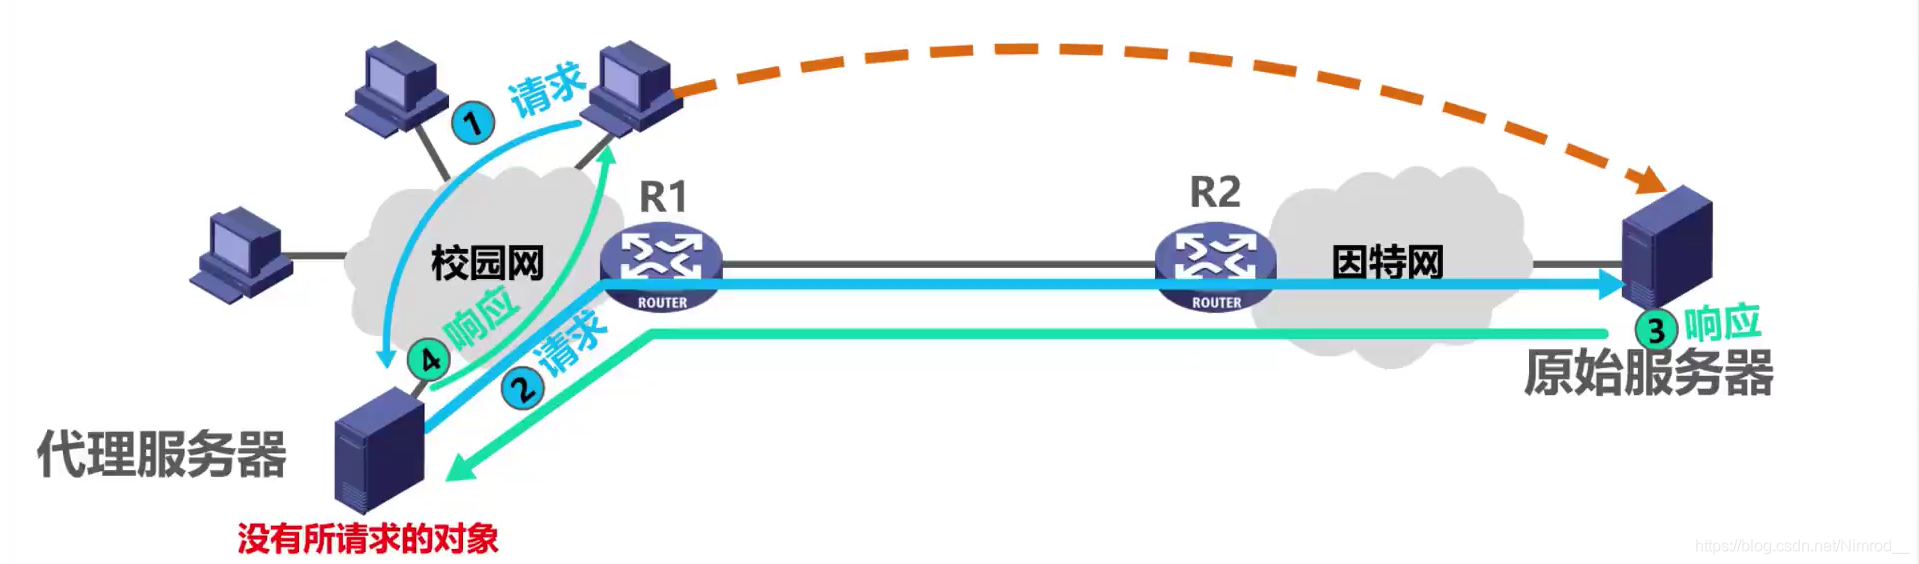 1 请求
R1
R2
校园网
因特网
ROUTER
ROUTER
4 响应
2 请求
3 响应
原始服务器
代理服务器
没有所请求的对象
https://blog.csdn.net/Nimrod__